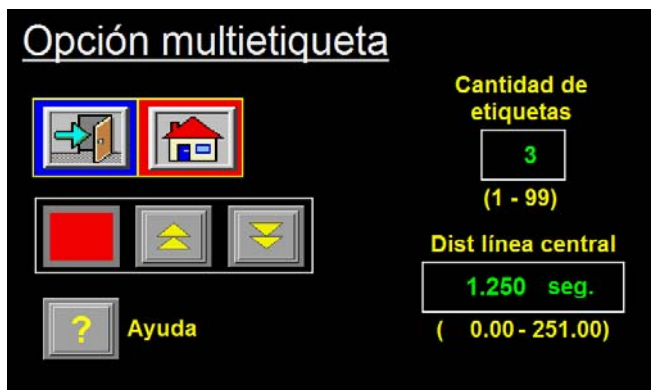 Opción multietiqueta
Cantidad de
etiquetas
3
(1 - 99)
Dist línea central
1.250 seg.
( 0.00 - 251.00)
? Ayuda